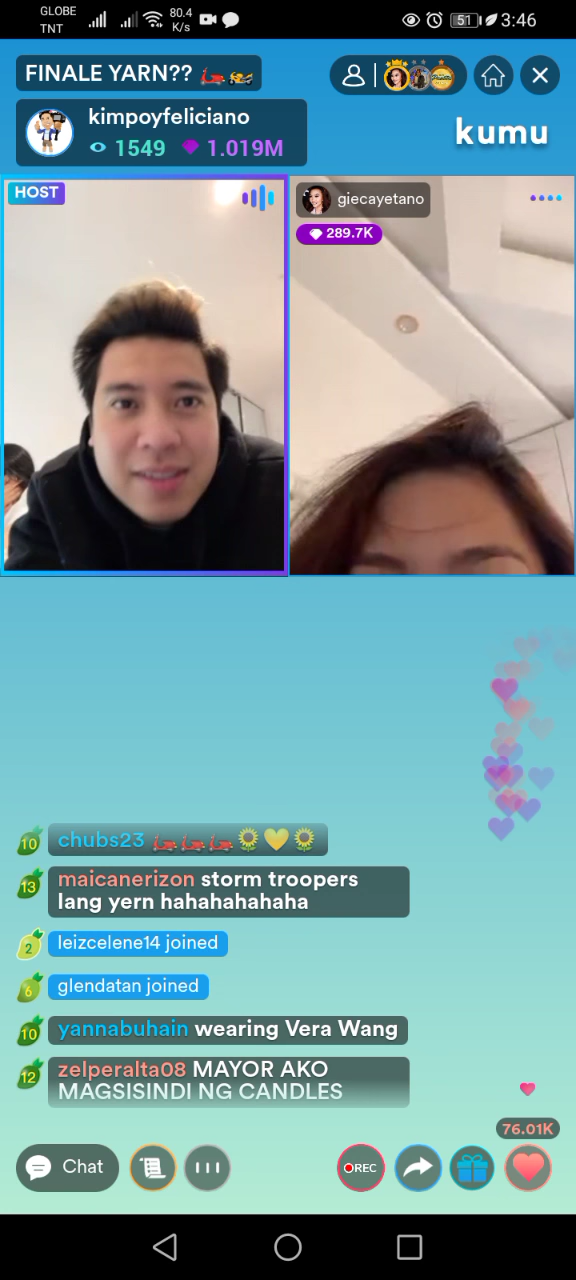 GLOBE
TNT
80.4
K/s
51
3:46
FINALE YARN??
kimpoyfeliciano
1549
1.019M
kumu
HOST
giecayetano
289.7K
10 chubs23
13 maicanerizon storm troopers
lang yern hahahahahaha
2 leizcelene14 joined
6 glendatan joined
10 yannabuhain wearing Vera Wang
12 zelperalta08 MAYOR AKO
MAGSISINDI NG CANDLES
76.01K
Chat
REC